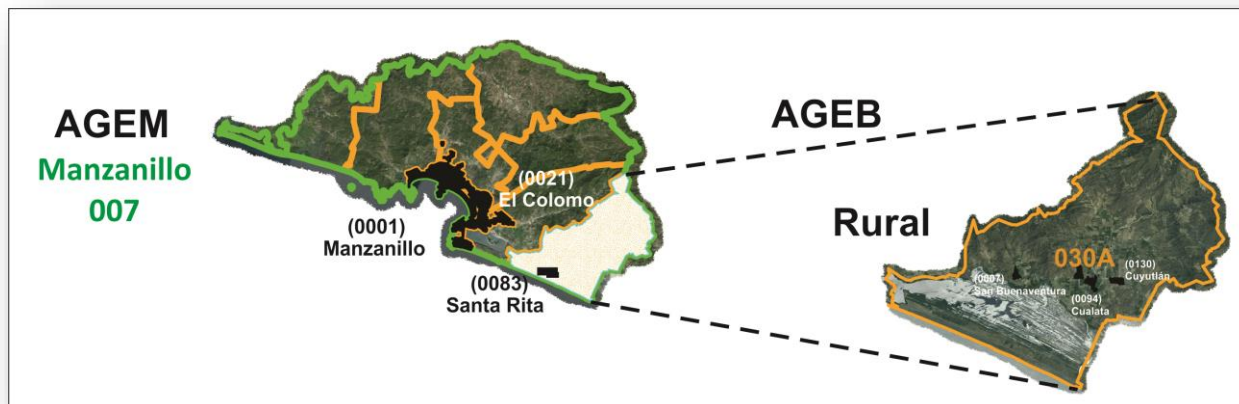 AGEM
Manzanillo
007
(0001)
Manzanillo
(0021)
El Colomo
(0083)
Santa Rita
AGEB
Rural
030A
(0607)
San Buenaventura
(0094)
Cualata
(0130)
Cuyutlán